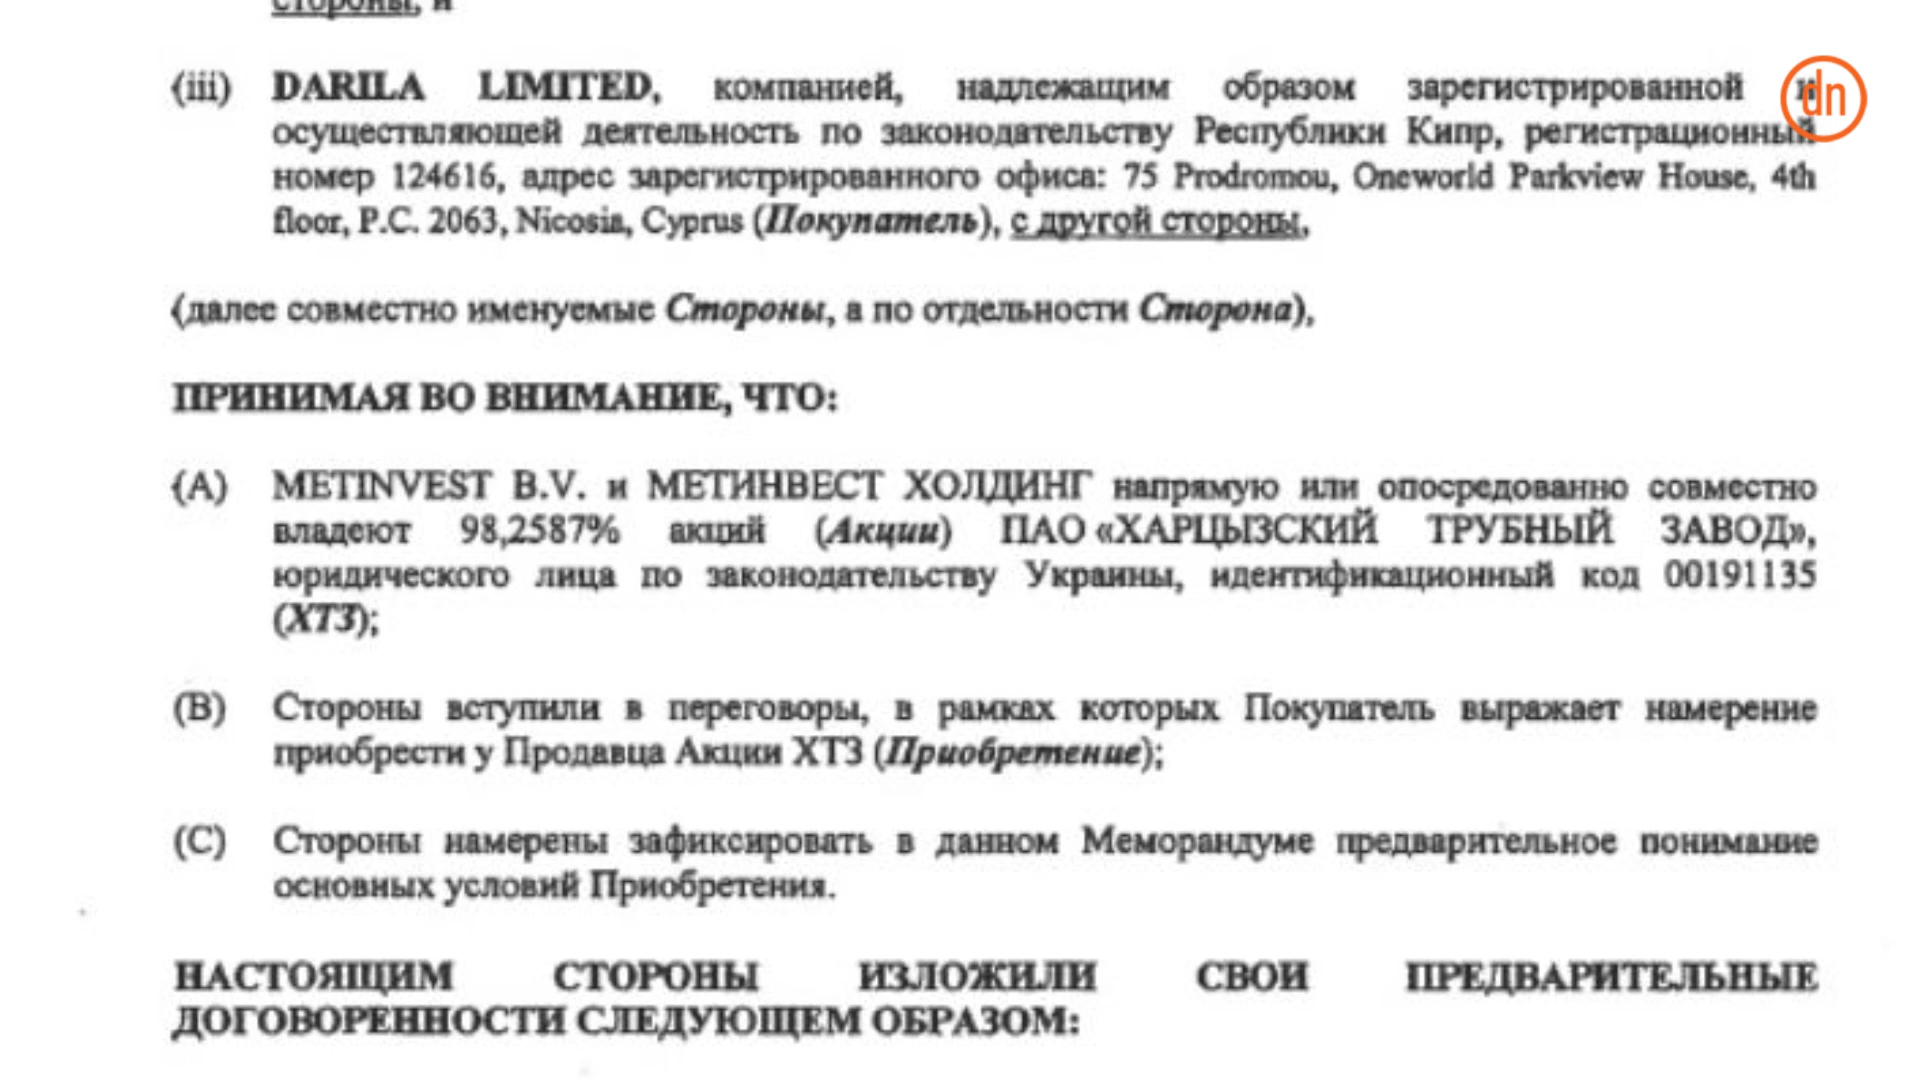 стороны, и
(iii) DARILA LIMITED, компанией, надлежащим образом зарегистрированной и
осуществляющей деятельность по законодательству Республики Кипр, регистрационный
номер 124616, адрес зарегистрированного офиса: 75 Prodromou, Oneworld Parkview House, 4th
floor, P.C. 2063, Nicosia, Cyprus (Покупатель), с другой стороны,
(далее совместно именуемые Стороны, а по отдельности Сторона),
ПРИНИМАЯ ВО ВНИМАНИЕ, ЧТО:
(A) METINVEST B.V. и МЕТИНВЕСТ ХОЛДИНГ напрямую или опосредованно совместно
владеют 98,2587% акций (Акции) ПАО «ХАРЦЫЗСКИЙ ТРУБНЫЙ ЗАВОД»,
юридического лица по законодательству Украины, идентификационный код 00191135
(ХТЗ);
(B) Стороны вступили в переговоры, в рамках которых Покупатель выражает намерение
приобрести у Продавца Акции ХТЗ (Приобретение);
(C) Стороны намерены зафиксировать в данном Меморандуме предварительное понимание
основных условий Приобретения.
НАСТОЯЩИМ СТОРОНЫ ИЗЛОЖИЛИ СВОИ ПРЕДВАРИТЕЛЬНЫЕ
ДОГОВОРЕННОСТИ СЛЕДУЮЩЕМ ОБРАЗОМ:
dn